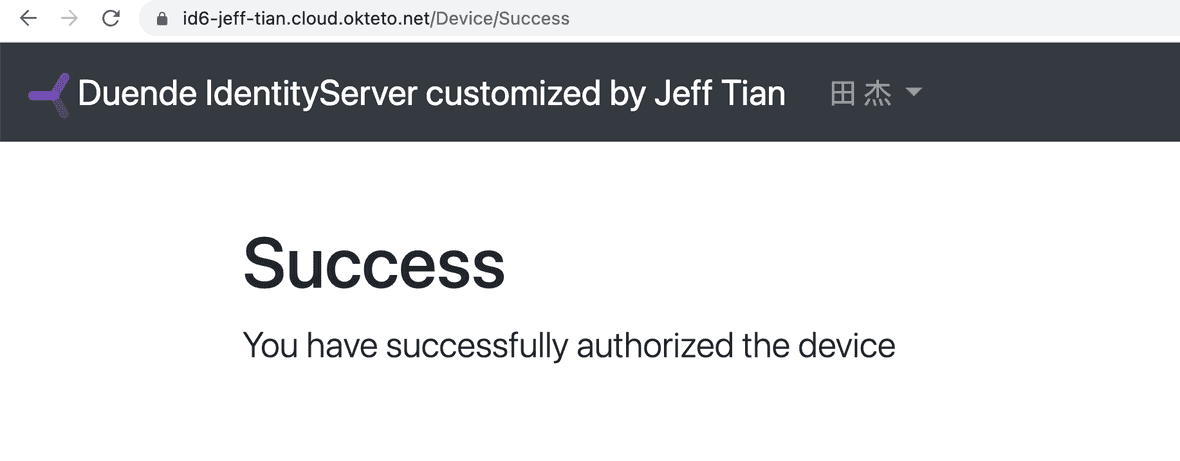 id6-jeff-tian.cloud.okteto.net/Device/Success
Duende IdentityServer customized by Jeff Tian 田 杰
Success
You have successfully authorized the device